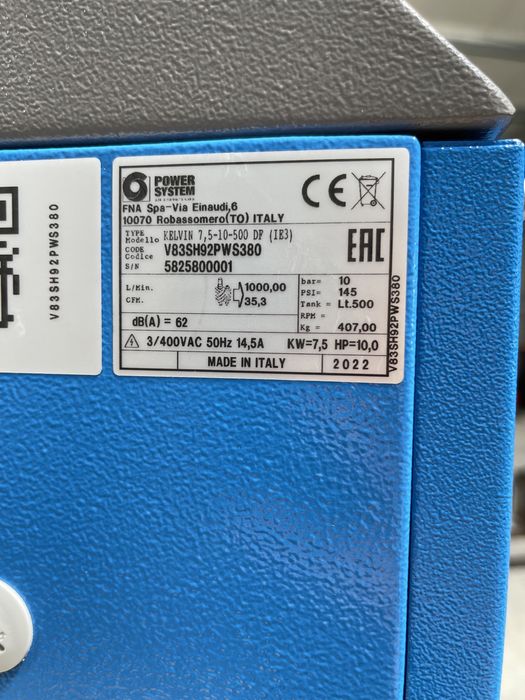 POWER
SYSTEM
FNA Spa-Via Einaudi,6
10070 Robassomero(TO) ITALY
TYPE
Modello KELVIN 7,5-10-500 DF (IE3)
CODE
Codice V83SH92PWS380
S/N 5825800001
EAC
L/Min. 1000,00
CFM. 35,3
bar= 10
PSI= 145
Tank = Lt.500
RPM =
Kg = 407,00
dB(A) = 62
3/400VAC 50Hz 14,5A KW=7,5 HP=10,0
MADE IN ITALY 2022
V83SH92PWS380
V83SH92PWS380
CE